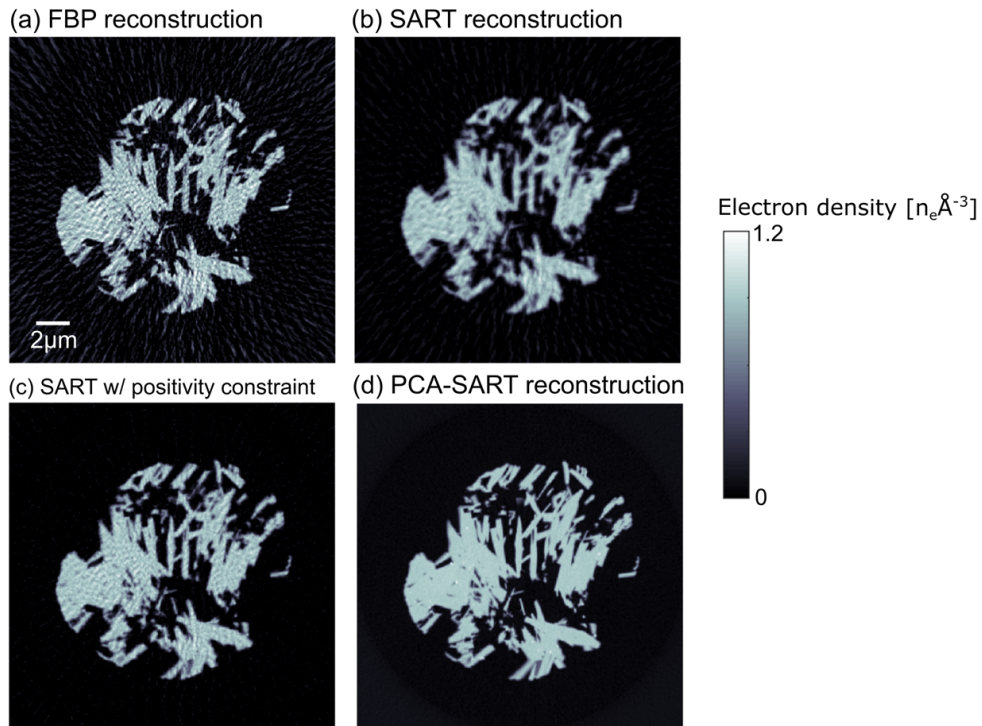 (a) FBP reconstruction
(b) SART reconstruction
2μm
Electron density [nₑÅ⁻³]
1.2
0
(c) SART w/ positivity constraint
(d) PCA-SART reconstruction